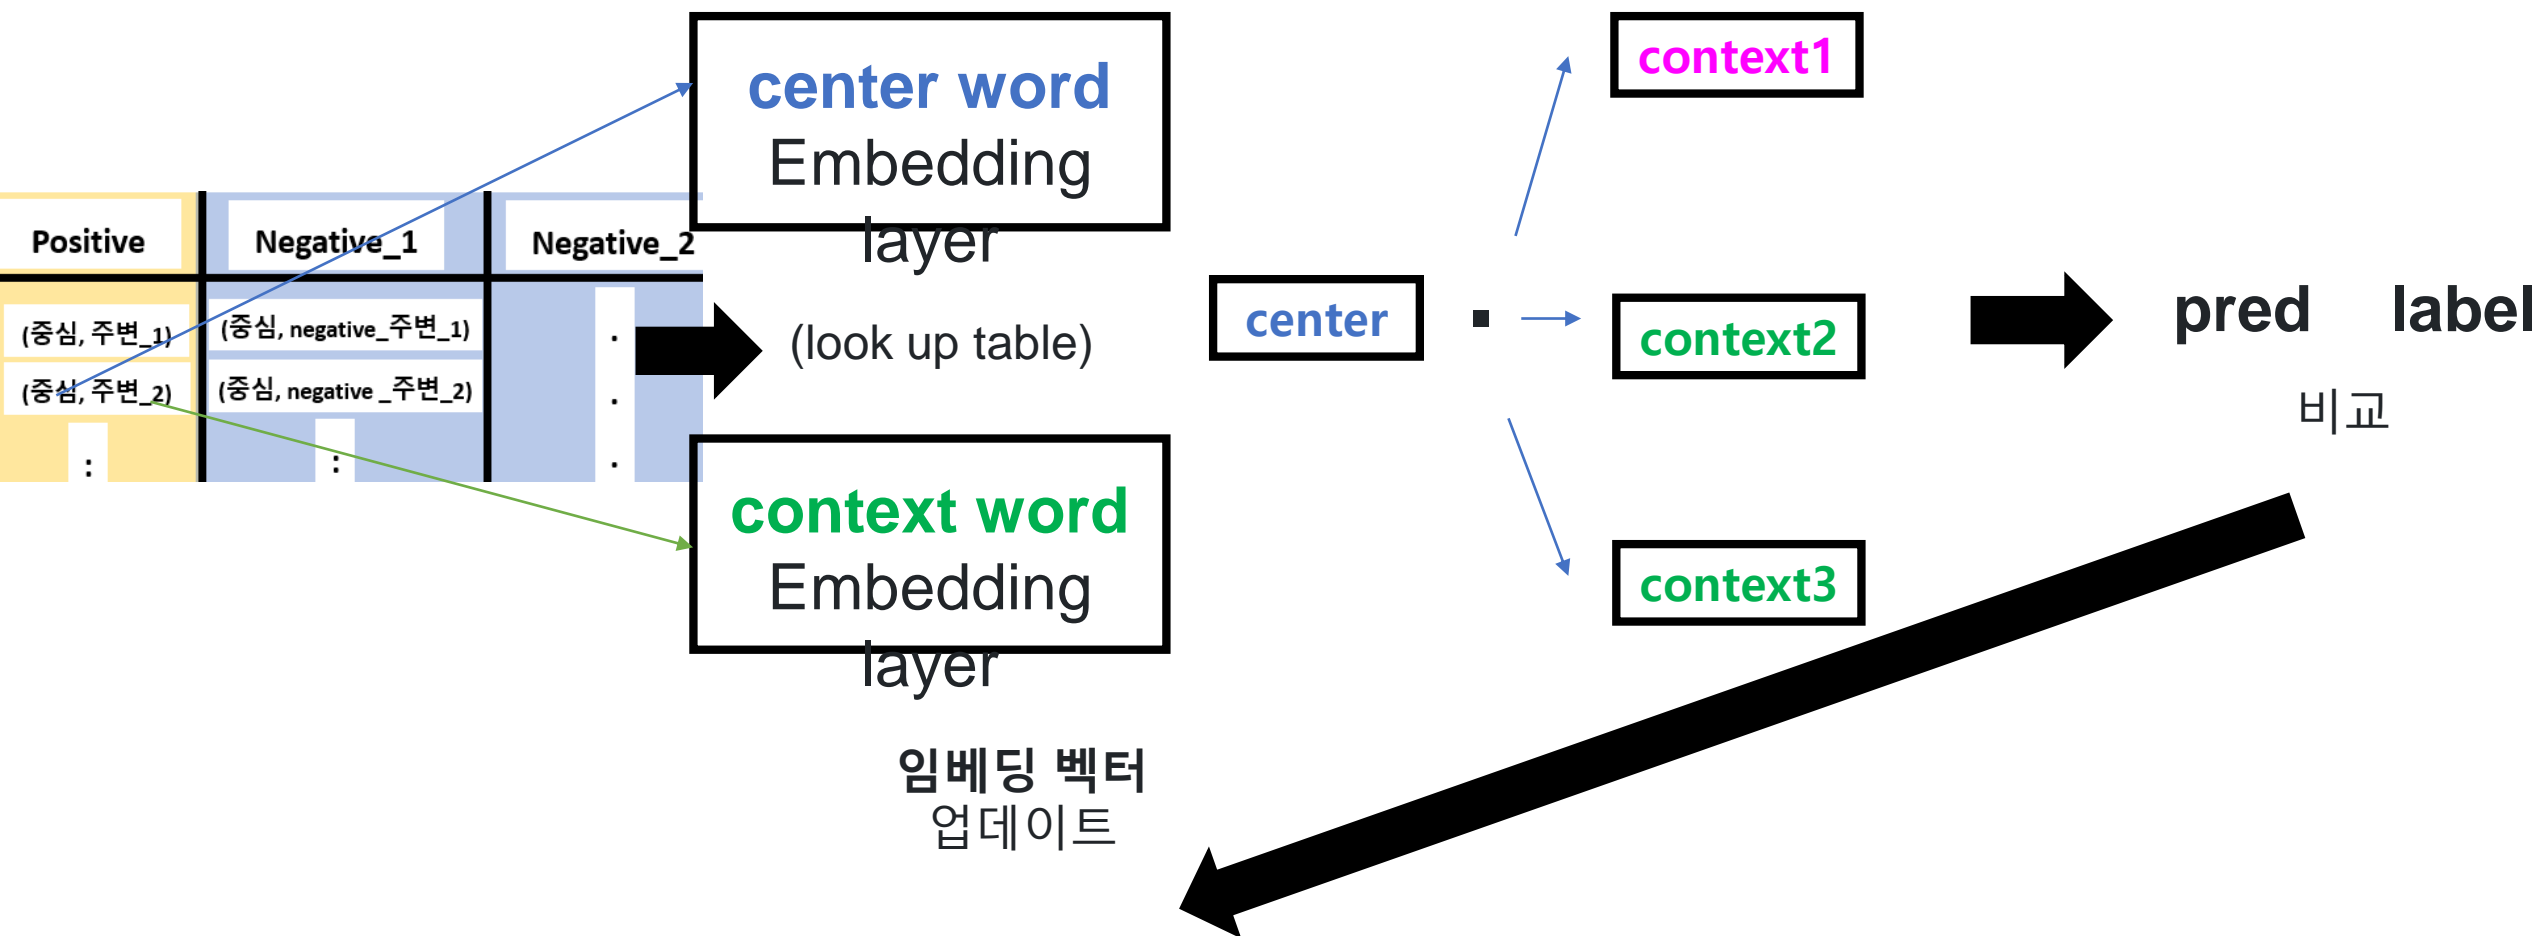 Positive
Negative_1
Negative_2
(중심, 주변_1)
(중심, negative_주변_1)
.
(중심, 주변_2)
(중심, negative _주변_2)
.
:
:
.
center word
Embedding
layer
(look up table)
context word
Embedding
layer
임베딩 벡터
업데이트
center
context1
context2
context3
pred label
비교